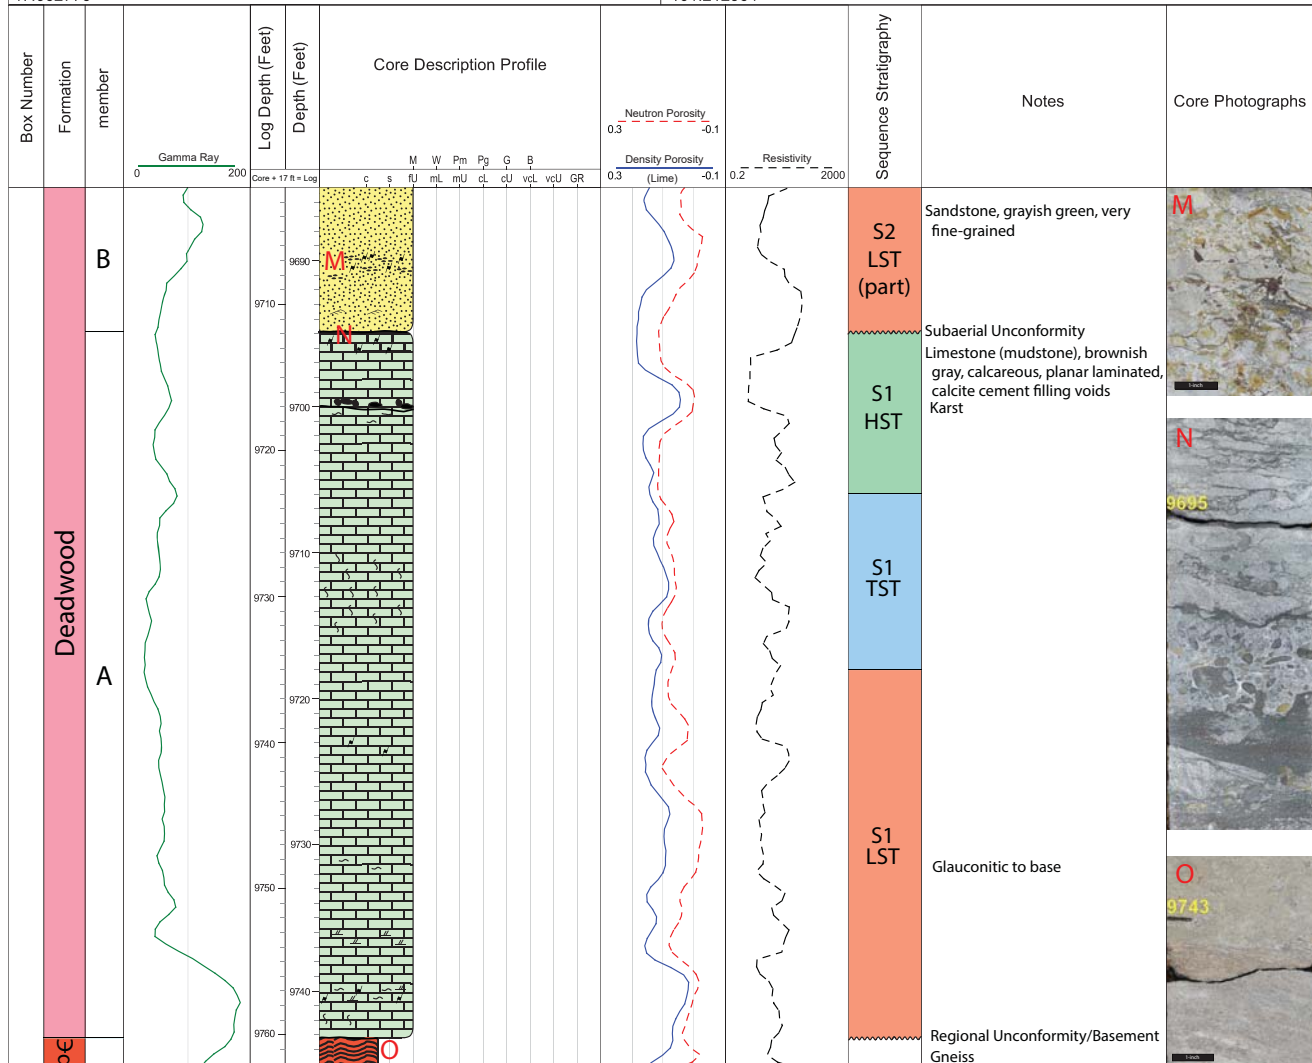 Box Number
Formation
member
Gamma Ray
0 200
Log Depth (Feet)
Depth (Feet)
Core + 17 ft = Log
Core Description Profile
M W Pm Pg G B
c s fU mL mU cL cU vcL vcU GR
Neutron Porosity
0.3 -0.1
Density Porosity
0.3 (Lime) -0.1
Resistivity
0.2 2000
Sequence Stratigraphy
Notes
Core Photographs
Deadwood
B
A
p€
9710
9720
9730
9740
9750
9760
9690
9700
9710
9720
9730
9740
M
N
O
S2
LST
(part)
S1
HST
S1
TST
S1
LST
Sandstone, grayish green, very
fine-grained
Subaerial Unconformity
Limestone (mudstone), brownish
gray, calcareous, planar laminated,
calcite cement filling voids
Karst
Glauconitic to base
Regional Unconformity/Basement
Gneiss
M
1-inch
N
9695
O
9743
1-inch